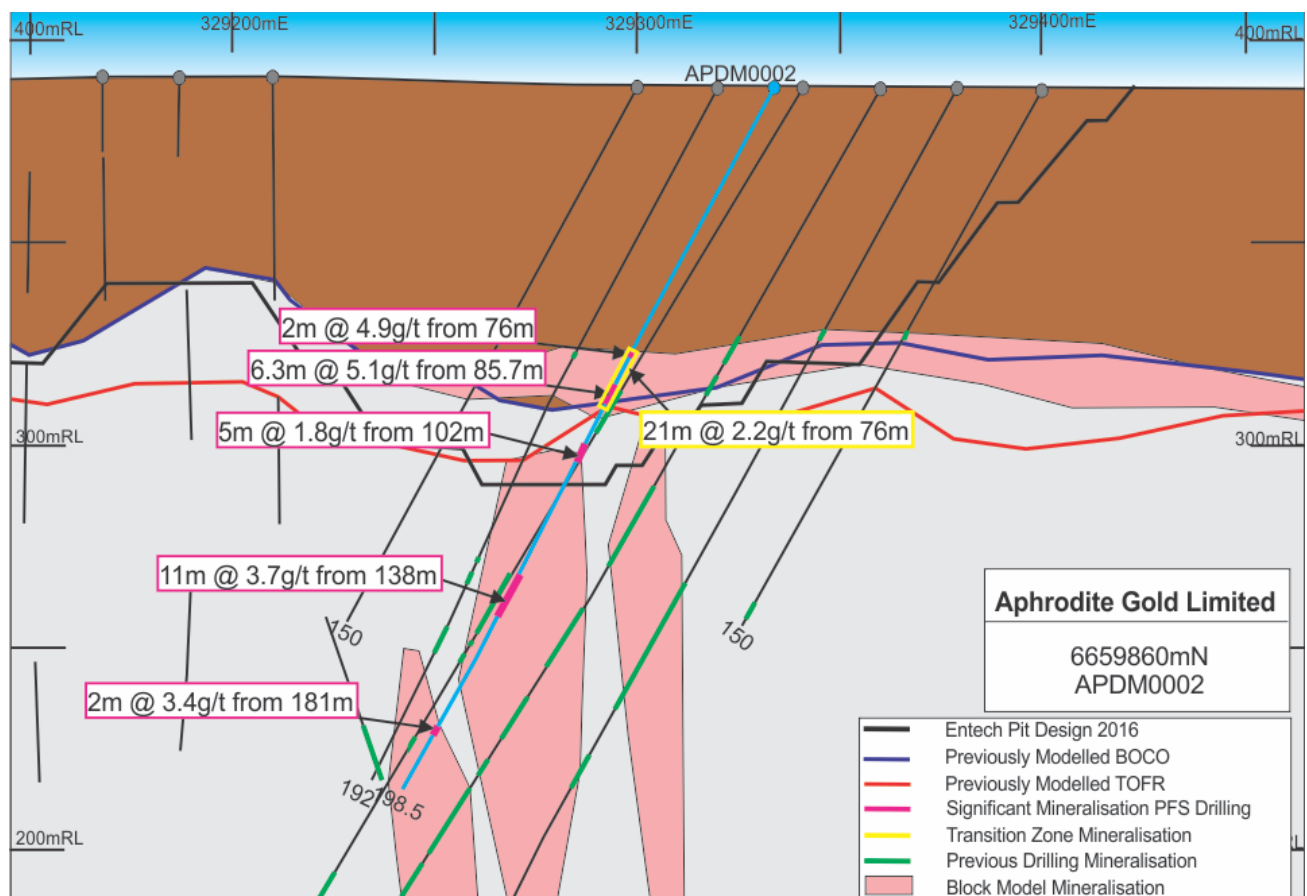 400mRL
329200mE
329300mE
329400mE
400mRL
APDM0002
2m @ 4.9g/t from 76m
6.3m @ 5.1g/t from 85.7m
5m @ 1.8g/t from 102m
21m @ 2.2g/t from 76m
300mRL
300mRL
11m @ 3.7g/t from 138m
150
150
2m @ 3.4g/t from 181m
192
198.5
200mRL
200mRL
Aphrodite Gold Limited
6659860mN
APDM0002
Entech Pit Design 2016
Previously Modelled BOCO
Previously Modelled TOFR
Significant Mineralisation PFS Drilling
Transition Zone Mineralisation
Previous Drilling Mineralisation
Block Model Mineralisation